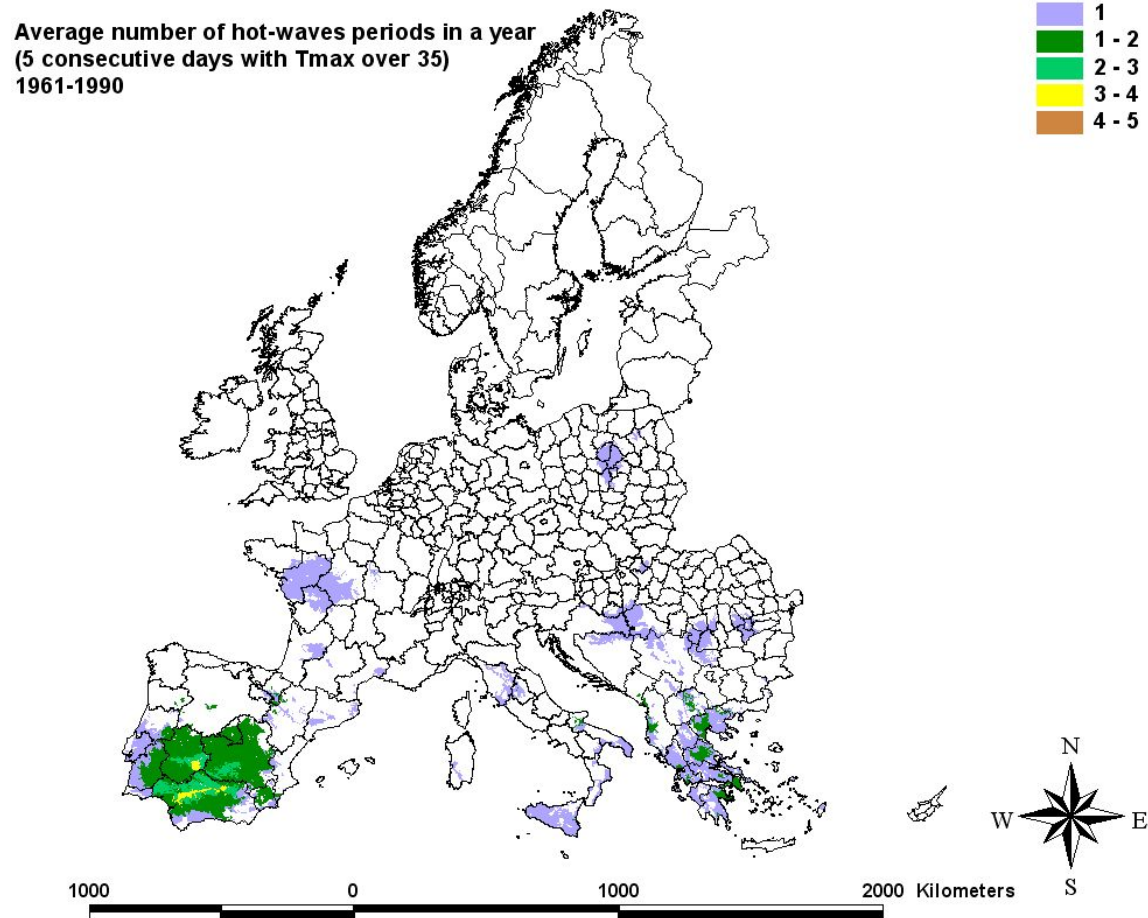 Average number of hot-waves periods in a year
(5 consecutive days with Tmax over 35)
1961-1990
1
1 - 2
2 - 3
3 - 4
4 - 5
N
W E
S
1000 0 1000 2000 Kilometers